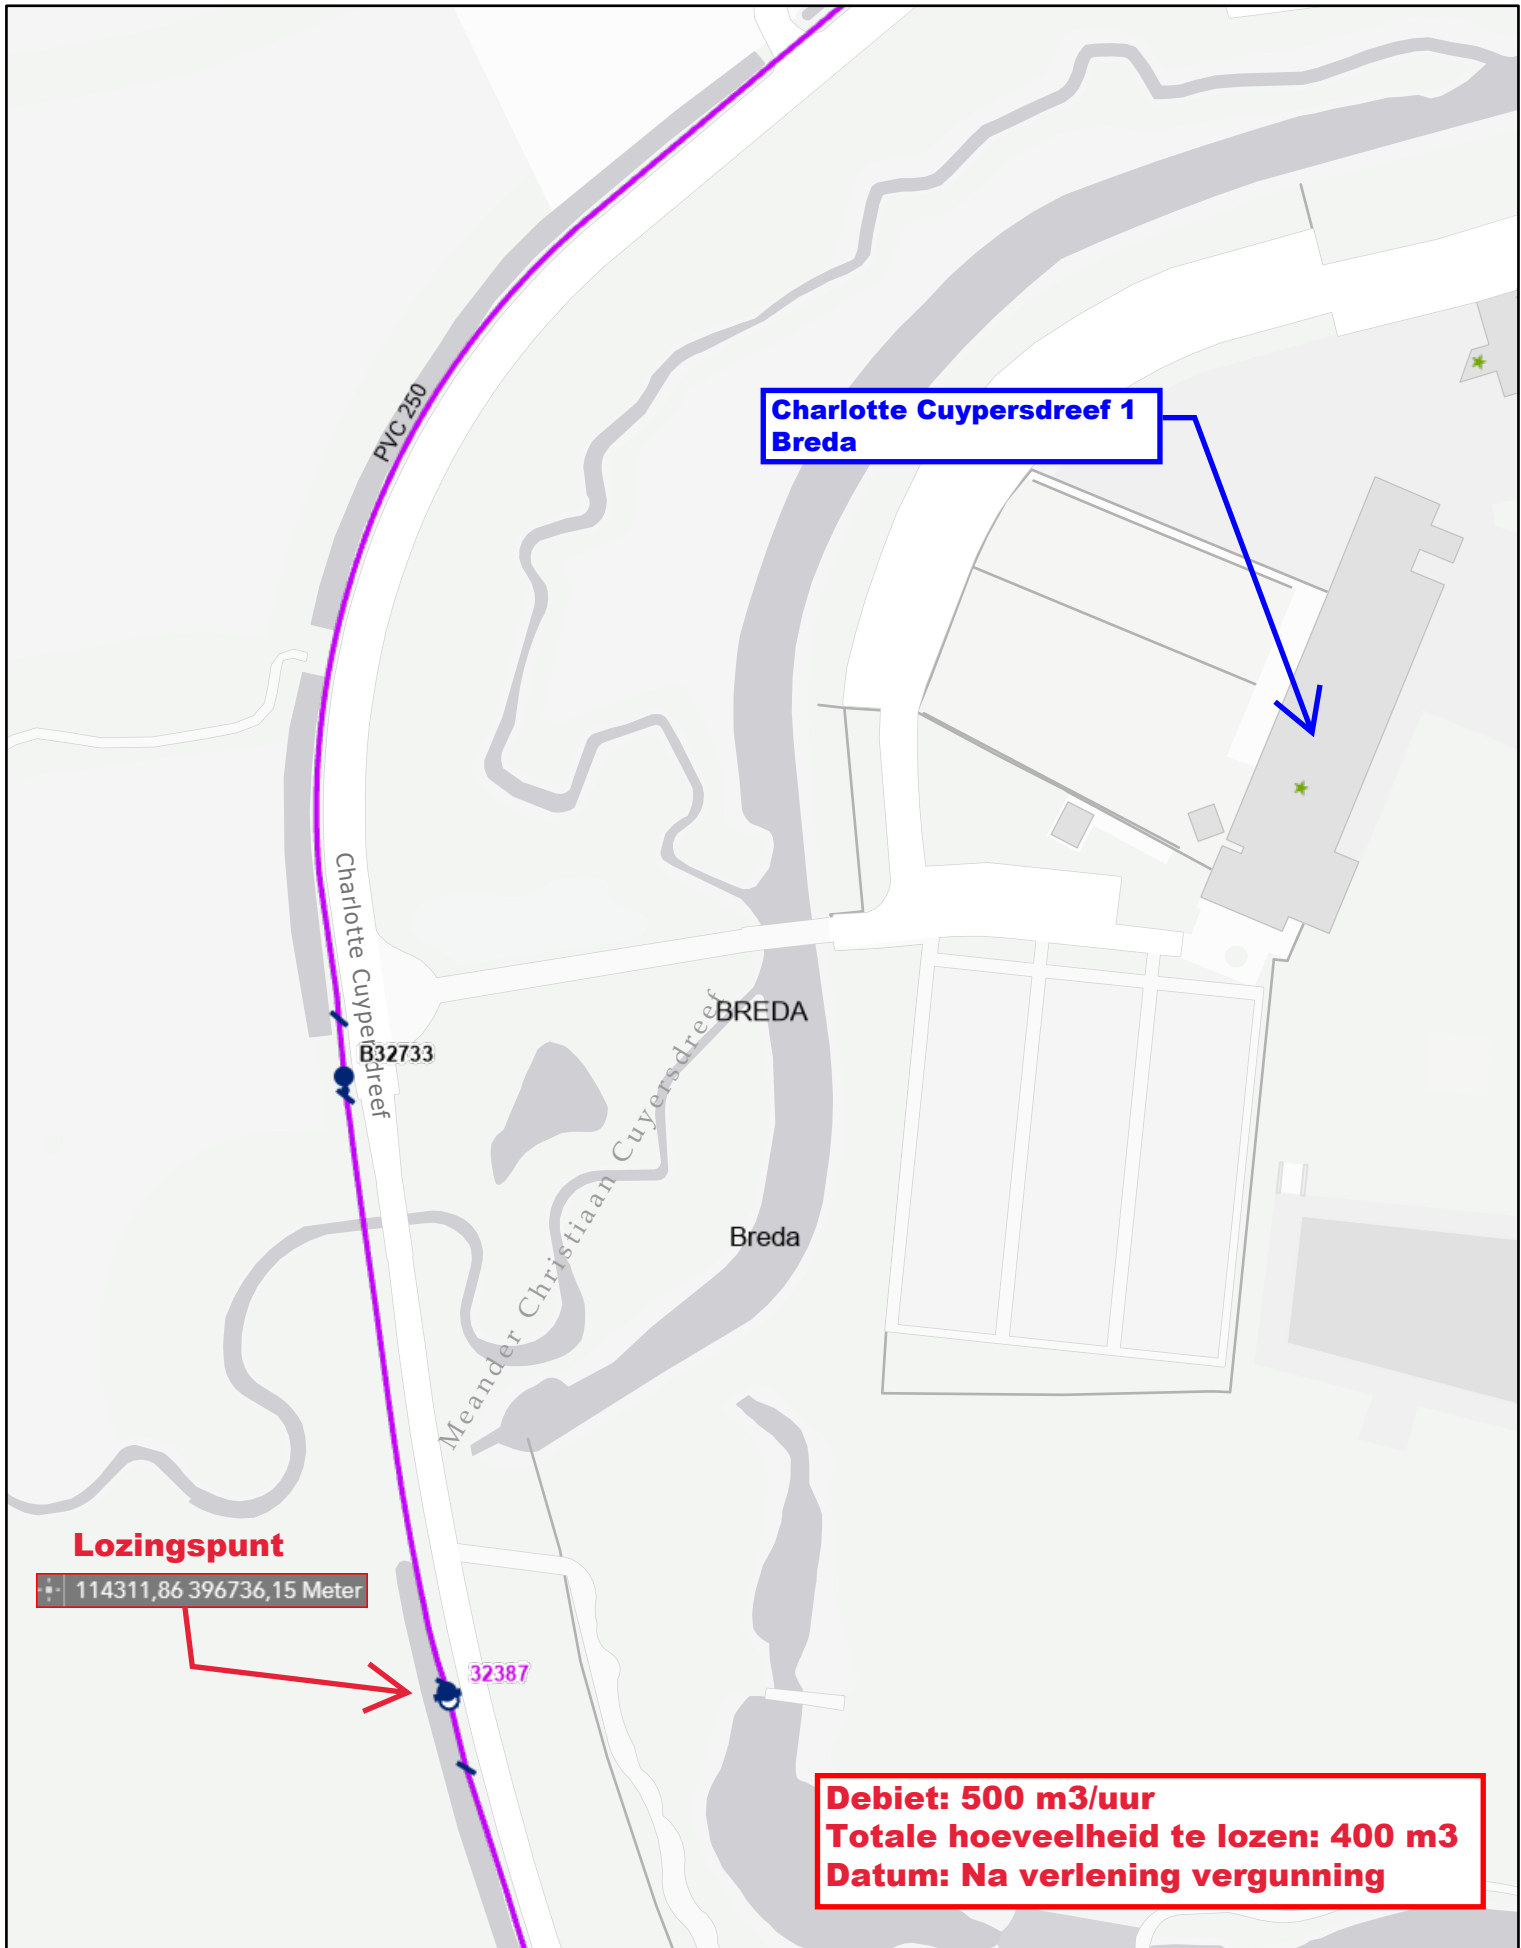 PVC 250
Charlotte Cuypersdreef 1
Breda
Charlotte Cuypersdreef
BREDA
B32733
Meander Christiaan Cuyersdreef
Breda
Lozingspunt
114311,86 396736,15 Meter
32387
Debiet: 500 m3/uur
Totale hoeveelheid te lozen: 400 m3
Datum: Na verlening vergunning